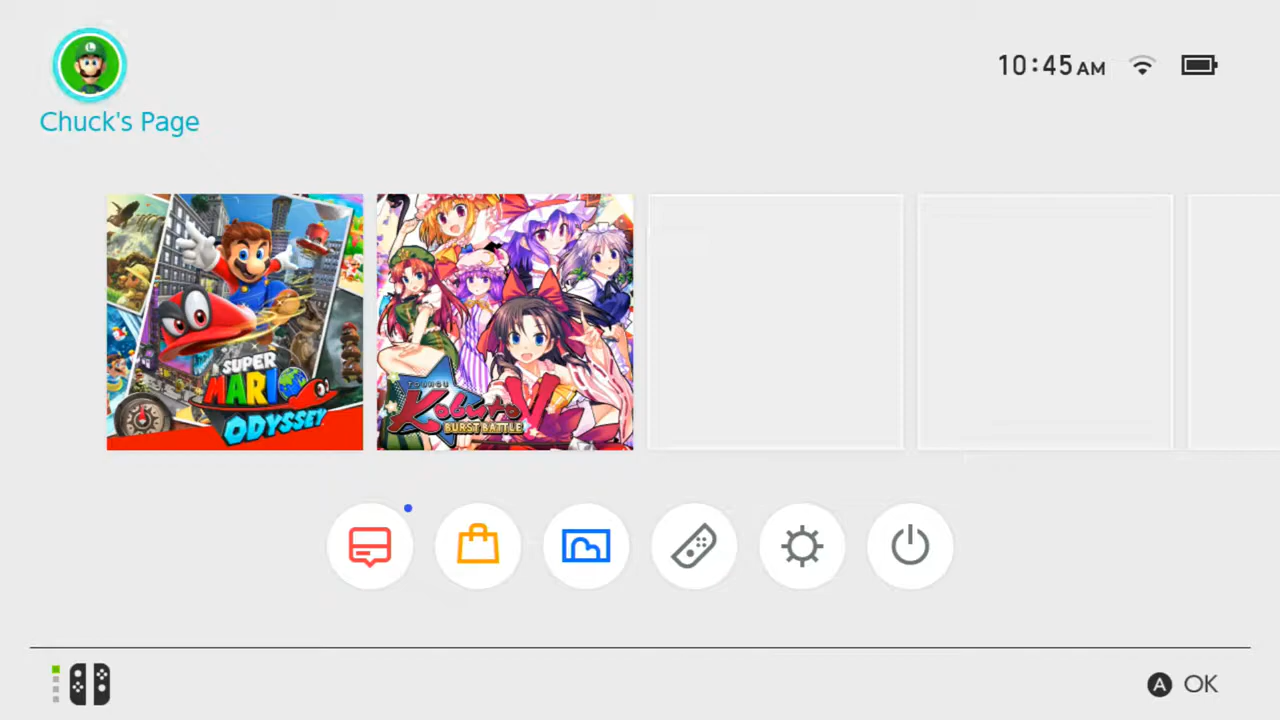 L
10:45 AM
Chuck's Page
SUPER
MARIO
ODYSSEY
TOUHOU
Kobuto V
BURST BATTLE
A OK